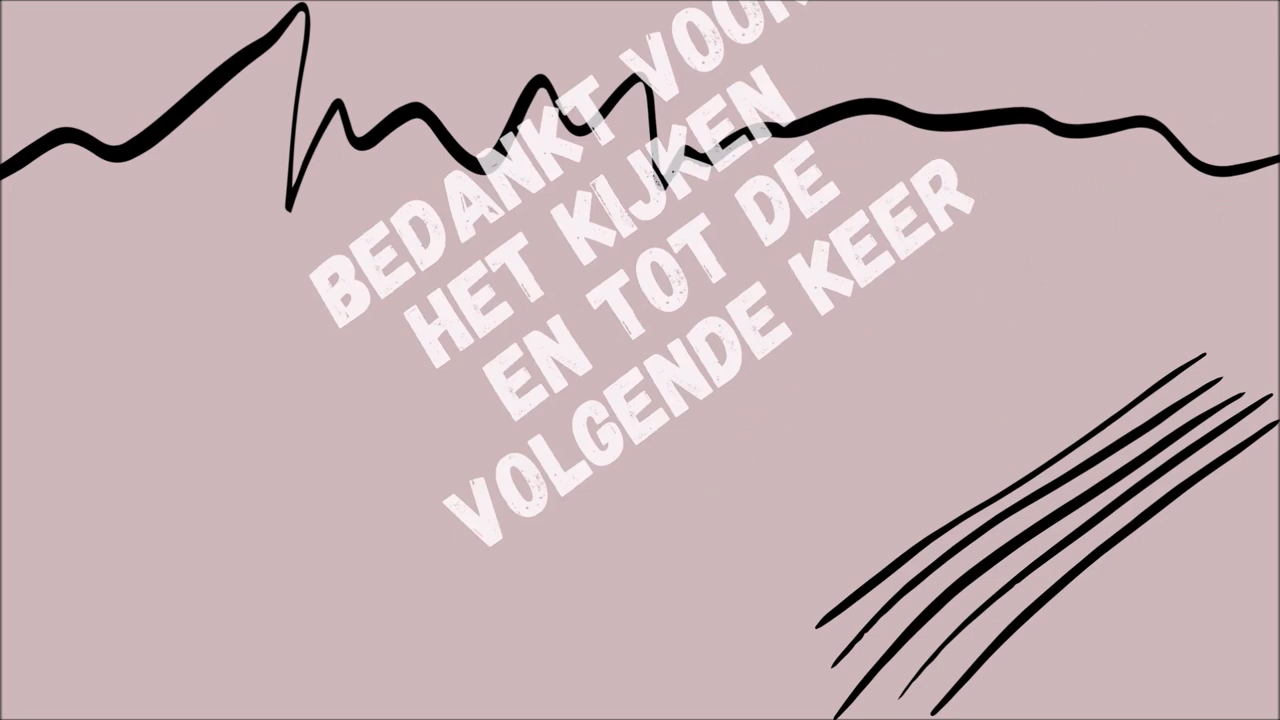 BEDANKT VOOR
HET KIJKEN
EN TOT DE
VOLGENDE KEER